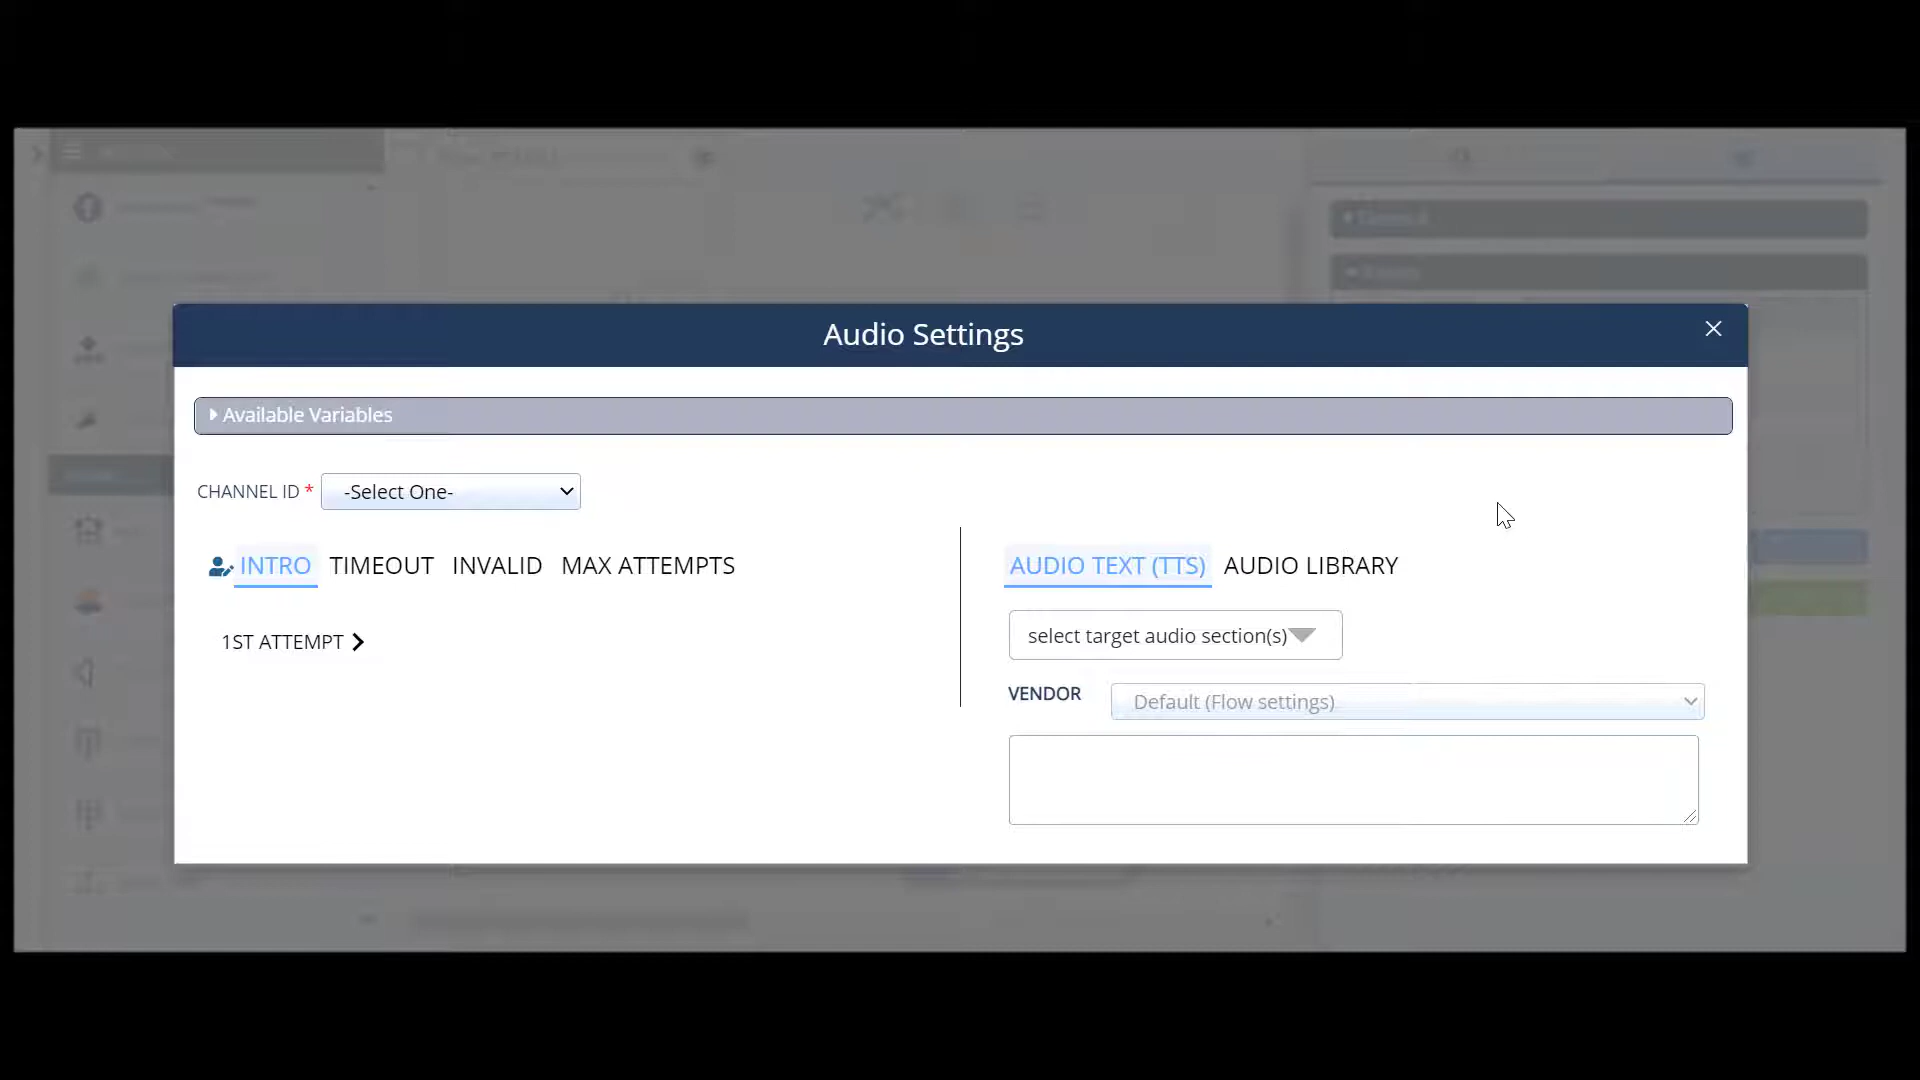 Audio Settings
Available Variables
CHANNEL ID * -Select One-
INTRO TIMEOUT INVALID MAX ATTEMPTS
1ST ATTEMPT
AUDIO TEXT (TTS) AUDIO LIBRARY
select target audio section(s)
VENDOR Default (Flow settings)